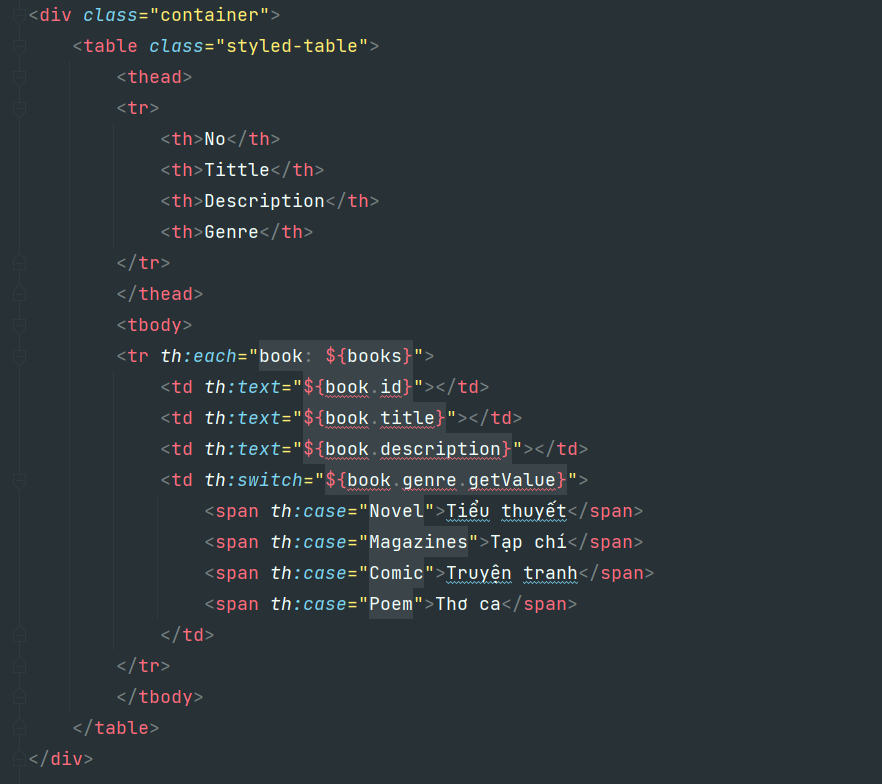 <div class="container">
    <table class="styled-table">
        <thead>
        <tr>
            <th>No</th>
            <th>Tittle</th>
            <th>Description</th>
            <th>Genre</th>
        </tr>
        </thead>
        <tbody>
        <tr th:each="book: ${books}">
            <td th:text="${book.id}"></td>
            <td th:text="${book.title}"></td>
            <td th:text="${book.description}"></td>
            <td th:switch="${book.genre.getValue}">
                <span th:case="Novel">Tiểu thuyết</span>
                <span th:case="Magazines">Tạp chí</span>
                <span th:case="Comic">Truyện tranh</span>
                <span th:case="Poem">Thơ ca</span>
            </td>
        </tr>
        </tbody>
    </table>
</div>